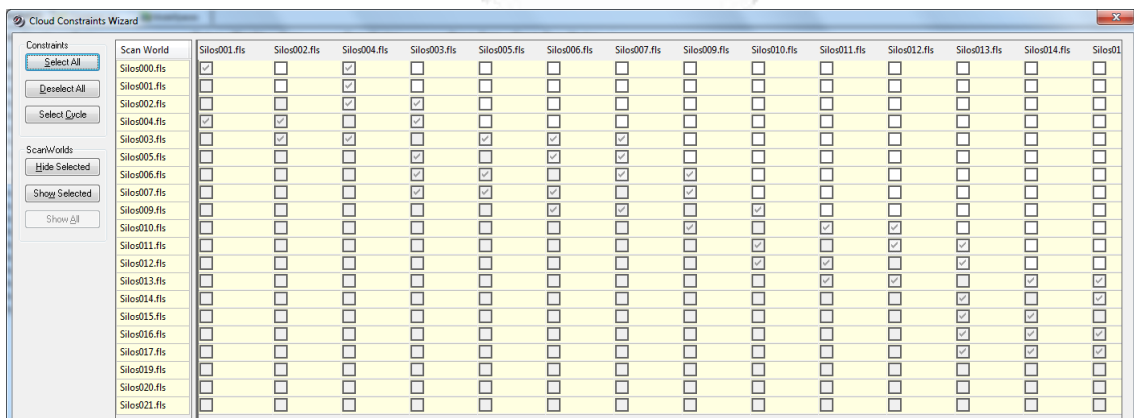 Cloud Constraints Wizard
Constraints
Select All
Deselect All
Select Cycle
ScanWorlds
Hide Selected
Show Selected
Show All
Scan World Silos001.fls Silos002.fls Silos004.fls Silos003.fls Silos005.fls Silos006.fls Silos007.fls Silos009.fls Silos010.fls Silos011.fls Silos012.fls Silos013.fls Silos014.fls Silos01
Silos000.fls
Silos001.fls
Silos002.fls
Silos004.fls
Silos003.fls
Silos005.fls
Silos006.fls
Silos007.fls
Silos009.fls
Silos010.fls
Silos011.fls
Silos012.fls
Silos013.fls
Silos014.fls
Silos015.fls
Silos016.fls
Silos017.fls
Silos019.fls
Silos020.fls
Silos021.fls